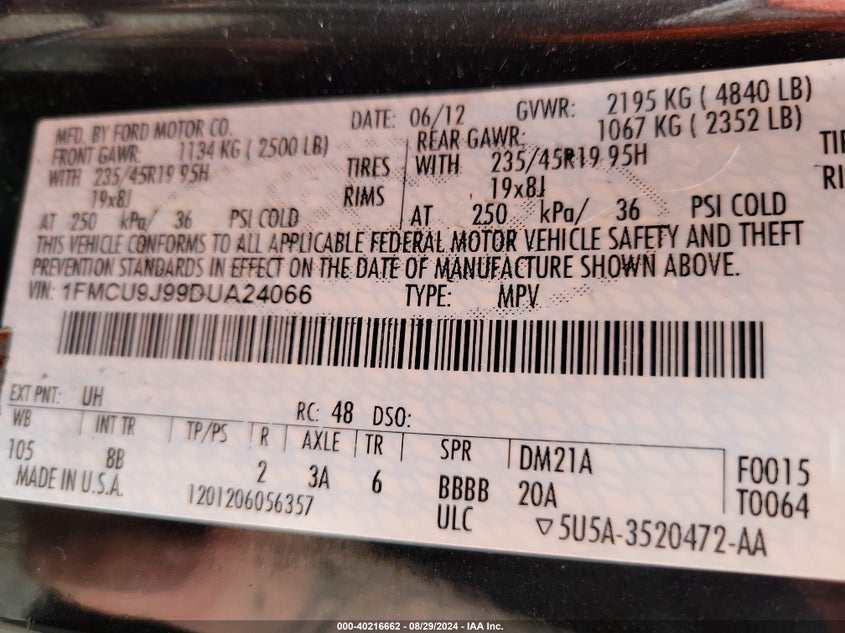 MFD. BY FORD MOTOR CO. DATE: 06/12 GVWR: 2195 KG ( 4840 LB)
FRONT GAWR: 1134 KG ( 2500 LB) REAR GAWR: 1067 KG ( 2352 LB)
WITH 235/45R19 95H TIRES WITH 235/45R19 95H TIR
19x8J RIMS 19x8J RI
AT 250 kPa/ 36 PSI COLD AT 250 kPa/ 36 PSI COLD
THIS VEHICLE CONFORMS TO ALL APPLICABLE FEDERAL MOTOR VEHICLE SAFETY AND THEFT
PREVENTION STANDARDS IN EFFECT ON THE DATE OF MANUFACTURE SHOWN ABOVE.
VIN: 1FMCU9J99DUA24066 TYPE: MPV
EXT PNT: UH RC: 48 DSO:
WB INT TR TP/PS R AXLE TR SPR DM21A F0015
105 8B 2 3A 6 BBBB 20A T0064
MADE IN U.S.A. 1201206056357 ULC ▽5U5A-3520472-AA
000-40216662 - 08/29/2024 - IAA Inc.